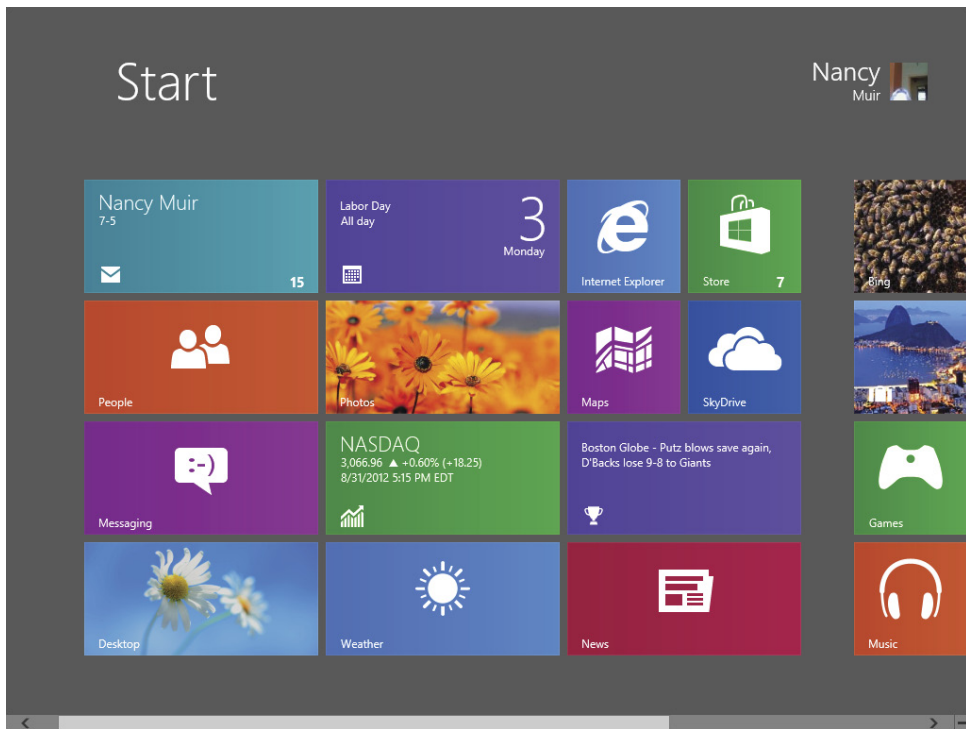 Start
Nancy
Muir
Nancy Muir
7-5
15
Labor Day
All day
3
Monday
Internet Explorer
Store
7
Bing
People
Photos
Maps
SkyDrive
Messaging
NASDAQ
3,066.96 ▲ +0.60% (+18.25)
8/31/2012 5:15 PM EDT
Boston Globe - Putz blows save again,
D'Backs lose 9-8 to Giants
Games
Desktop
Weather
News
Music